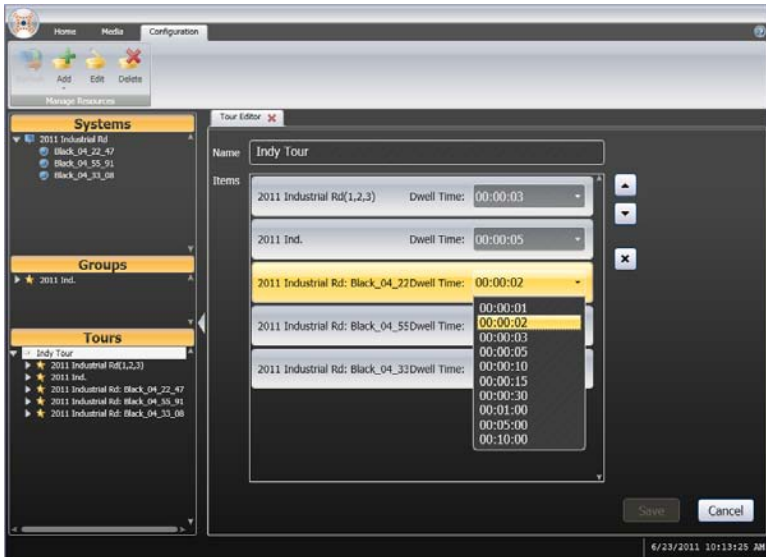 Home Media Configuration
Add Edit Delete
Manage Resources
Systems
2011 Industrial Rd
Black_04_22_47
Black_04_55_91
Black_04_33_08
Groups
2011 Ind.
Tours
Indy Tour
2011 Industrial Rd(1,2,3)
2011 Ind.
2011 Industrial Rd: Black_04_22_47
2011 Industrial Rd: Black_04_55_91
2011 Industrial Rd: Black_04_33_08
Tour Editor
Name Indy Tour
Items
2011 Industrial Rd(1,2,3) Dwell Time: 00:00:03
2011 Ind. Dwell Time: 00:00:05
2011 Industrial Rd: Black_04_22 Dwell Time: 00:00:02
2011 Industrial Rd: Black_04_55 Dwell Time:
2011 Industrial Rd: Black_04_33 Dwell Time:
00:00:01
00:00:02
00:00:03
00:00:05
00:00:10
00:00:15
00:00:30
00:01:00
00:05:00
00:10:00
Save Cancel
6/23/2011 10:13:25 AM